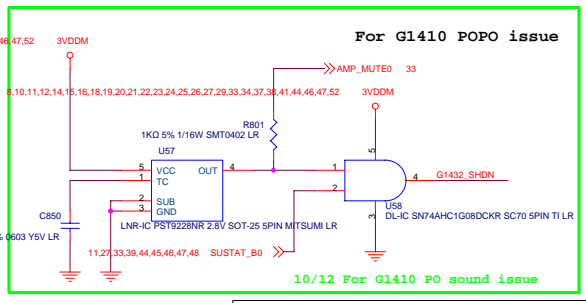 46,47,52
3VDDM
For G1410 POPO issue
AMP_MUTE0 33
8,10,11,12,14,15,16,18,19,20,21,22,23,24,25,26,27,29,33,34,37,38,41,44,46,47,52
3VDDM
R801
1KΩ 5% 1/16W SMT0402 LR
U57
5 VCC OUT 4
1 TC
2 SUB
3 GND
1
2
5
4
3
G1432_SHDN
U58
DL-IC SN74AHC1G08DCKR SC70 5PIN TI LR
C850
% 0603 Y5V LR
LNR-IC PST9228NR 2.8V SOT-25 5PIN MITSUMI LR
11,27,33,39,44,45,46,47,48 SUSTAT_B0
10/12 For G1410 PO sound issue